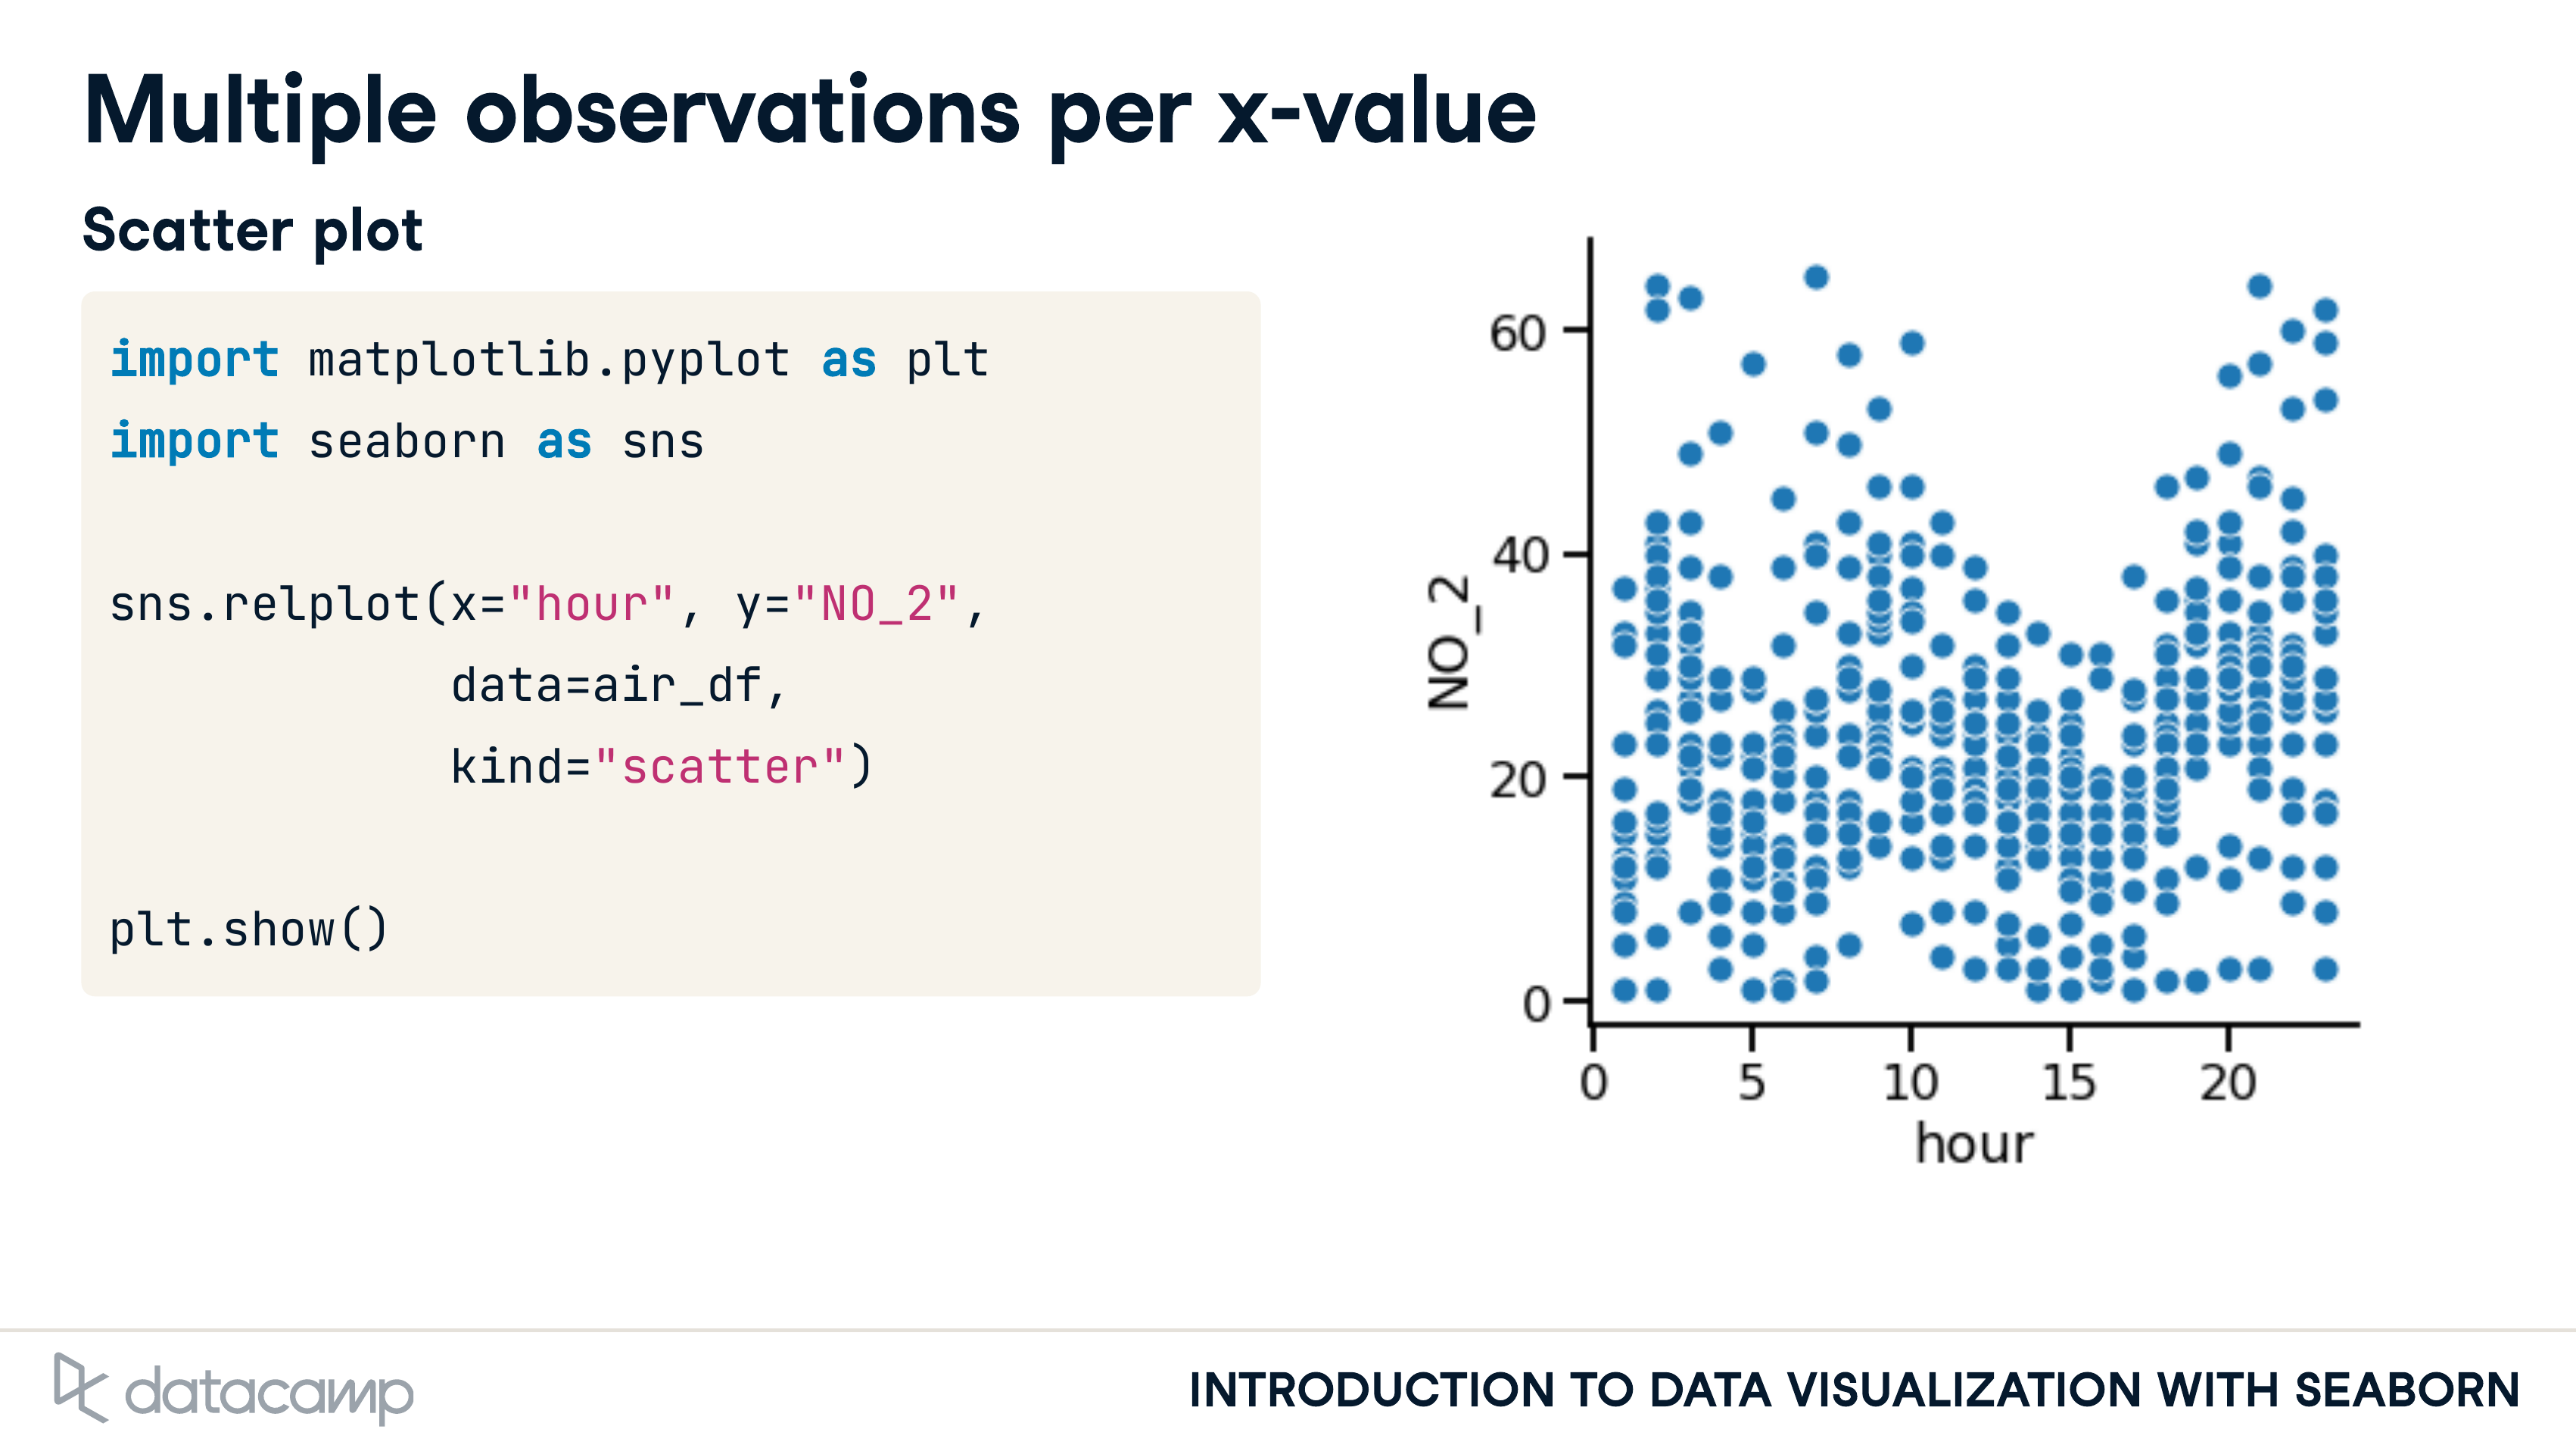 Multiple observations per x-value
Scatter plot
import matplotlib.pyplot as plt
import seaborn as sns
sns.relplot(x="hour", y="NO_2",
data=air_df,
kind="scatter")
plt.show()
NO_2
60
40
20
0
0 5 10 15 20
hour
datacamp
INTRODUCTION TO DATA VISUALIZATION WITH SEABORN